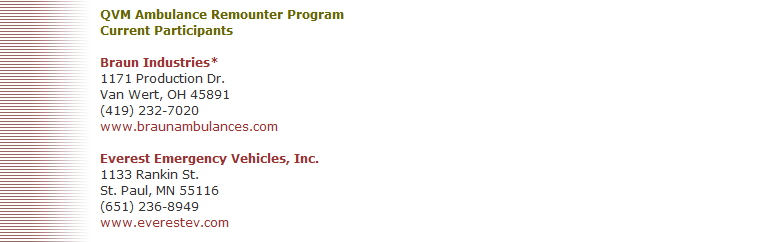 QVM Ambulance Remounter Program
Current Participants
Braun Industries*
1171 Production Dr.
Van Wert, OH 45891
(419) 232-7020
www.braunambulances.com
Everest Emergency Vehicles, Inc.
1133 Rankin St.
St. Paul, MN 55116
(651) 236-8949
www.everestev.com